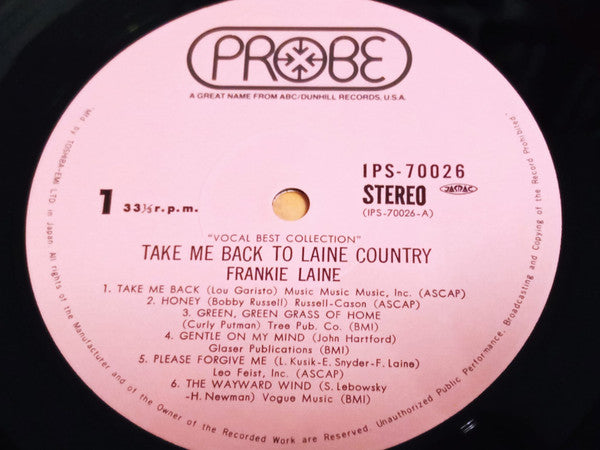 PROBE
A GREAT NAME FROM ABC/DUNHILL RECORDS, U.S.A.
1PS-70026
1 33⅓ r.p.m.
STEREO JASRAC
(1PS-70026-A)
"VOCAL BEST COLLECTION"
TAKE ME BACK TO LAINE COUNTRY
FRANKIE LAINE
1. TAKE ME BACK (Lou Garisto) Music Music Music, Inc. (ASCAP)
2. HONEY (Bobby Russell) Russell-Cason (ASCAP)
3. GREEN, GREEN GRASS OF HOME
(Curly Putman) Tree Pub. Co. (BMI)
4. GENTLE ON MY MIND (John Hartford)
Glaser Publications (BMI)
5. PLEASE FORGIVE ME (L. Kusik-E. Snyder-F. Laine)
Leo Feist, Inc. (ASCAP)
6. THE WAYWARD WIND (S. Lebowsky
-H. Newman) Vogue Music (BMI)
Mfd by TOSHIBA-EMI LTD. in Japan. All rights of the Manufacturer and of the Owner of the Recorded Work are Reserved. Unauthorized Public Performance, Broadcasting and Copying of the Record Prohibited.